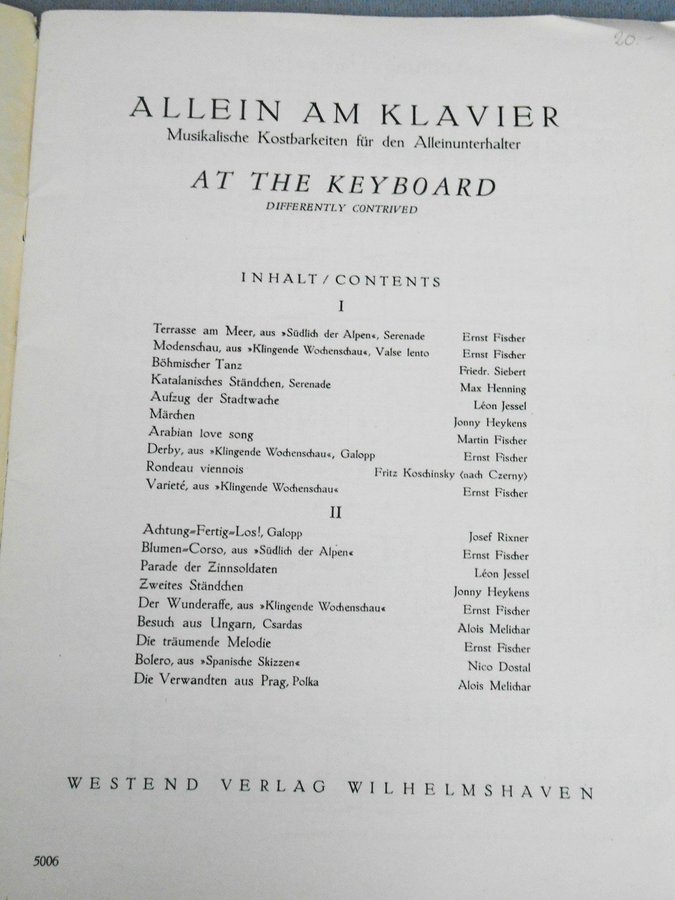 20.-
ALLEIN AM KLAVIER
Musikalische Kostbarkeiten für den Alleinunterhalter
AT THE KEYBOARD
DIFFERENTLY CONTRIVED
INHALT / CONTENTS
I
Terrasse am Meer, aus »Südlich der Alpen«, Serenade Ernst Fischer
Modenschau, aus »Klingende Wochenschau«, Valse lento Ernst Fischer
Böhmischer Tanz Friedr. Siebert
Katalanisches Ständchen, Serenade Max Henning
Aufzug der Stadtwache Léon Jessel
Märchen Jonny Heykens
Arabian love song Martin Fischer
Derby, aus »Klingende Wochenschau«, Galopp Ernst Fischer
Rondeau viennois Fritz Koschinsky (nach Czerny)
Varieté, aus »Klingende Wochenschau« Ernst Fischer
II
Achtung=Fertig=Los!, Galopp Josef Rixner
Blumen=Corso, aus »Südlich der Alpen« Ernst Fischer
Parade der Zinnsoldaten Léon Jessel
Zweites Ständchen Jonny Heykens
Der Wunderaffe, aus »Klingende Wochenschau« Ernst Fischer
Besuch aus Ungarn, Csardas Alois Melichar
Die träumende Melodie Ernst Fischer
Bolero, aus »Spanische Skizzen« Nico Dostal
Die Verwandten aus Prag, Polka Alois Melichar
WESTEND VERLAG WILHELMSHAVEN
5006